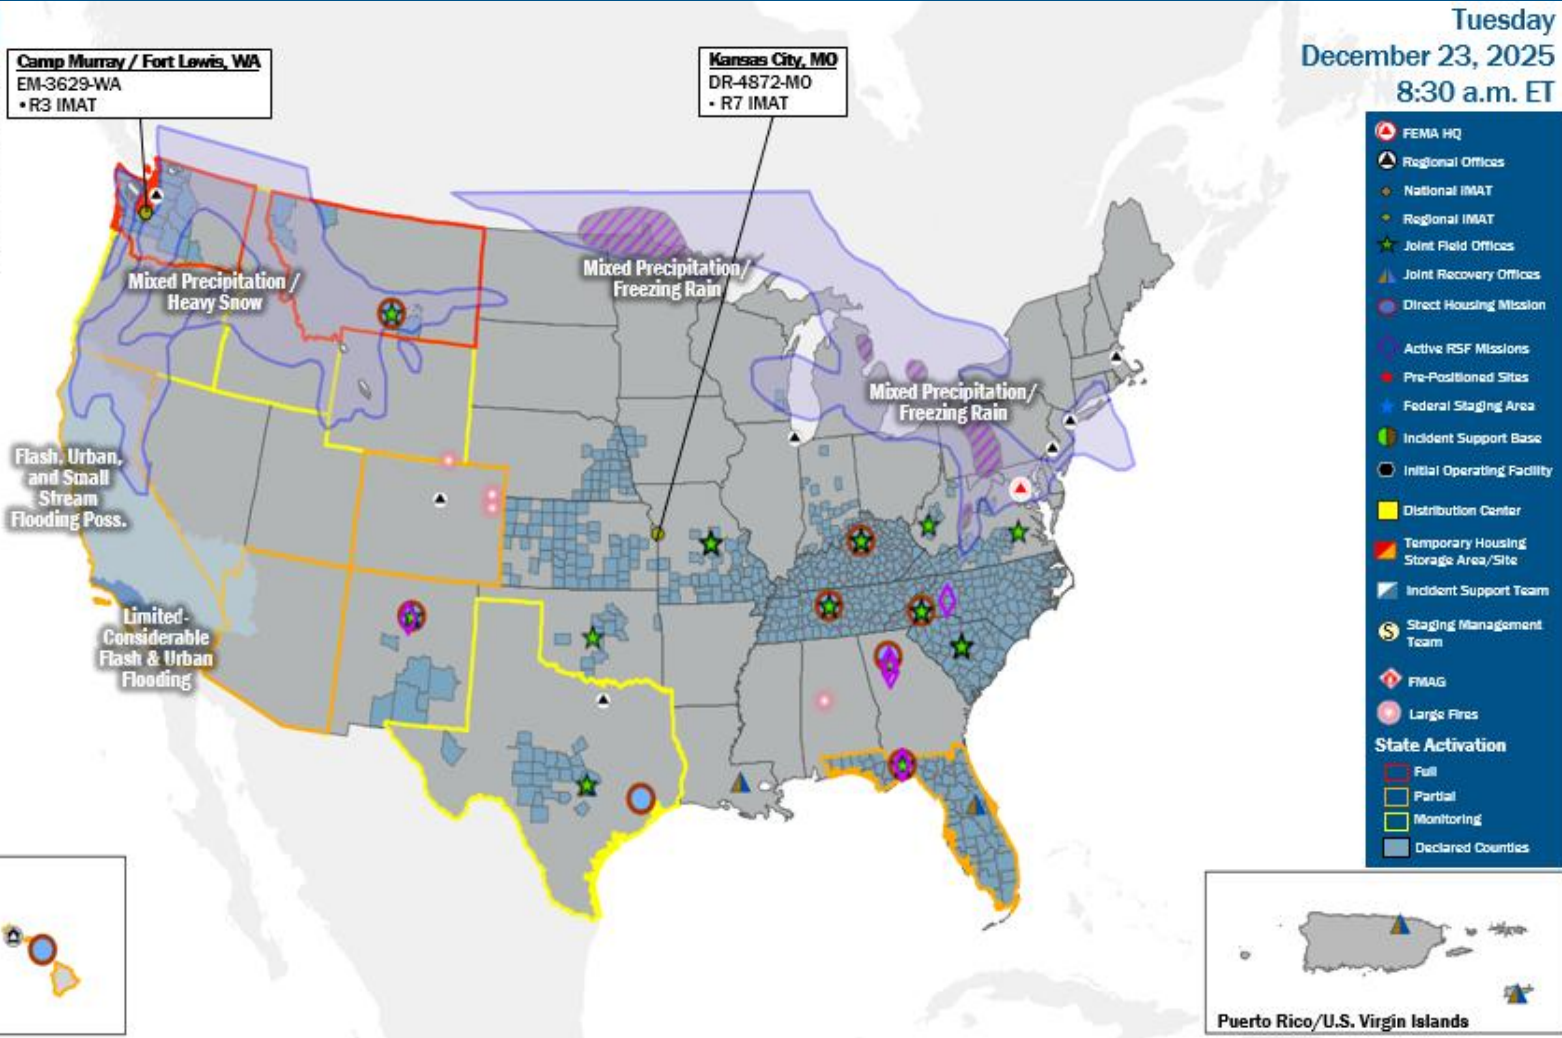 Tuesday
December 23, 2025
8:30 a.m. ET
Camp Murray / Fort Lewis, WA
EM-3629-WA
• R3 IMAT
Kansas City, MO
DR-4872-MO
• R7 IMAT
Mixed Precipitation /
Heavy Snow
Mixed Precipitation/
Freezing Rain
Mixed Precipitation/
Freezing Rain
Flash, Urban,
and Small
Stream
Flooding Poss.
Limited-
Considerable
Flash & Urban
Flooding
FEMA HQ
Regional Offices
National IMAT
Regional IMAT
Joint Field Offices
Joint Recovery Offices
Direct Housing Mission
Active RSF Missions
Pre-Positioned Sites
Federal Staging Area
Incident Support Base
Initial Operating Facility
Distribution Center
Temporary Housing
Storage Area/Site
Incident Support Team
S
Staging Management
Team
FMAG
Large Fires
State Activation
Full
Partial
Monitoring
Declared Counties
Puerto Rico/U.S. Virgin Islands